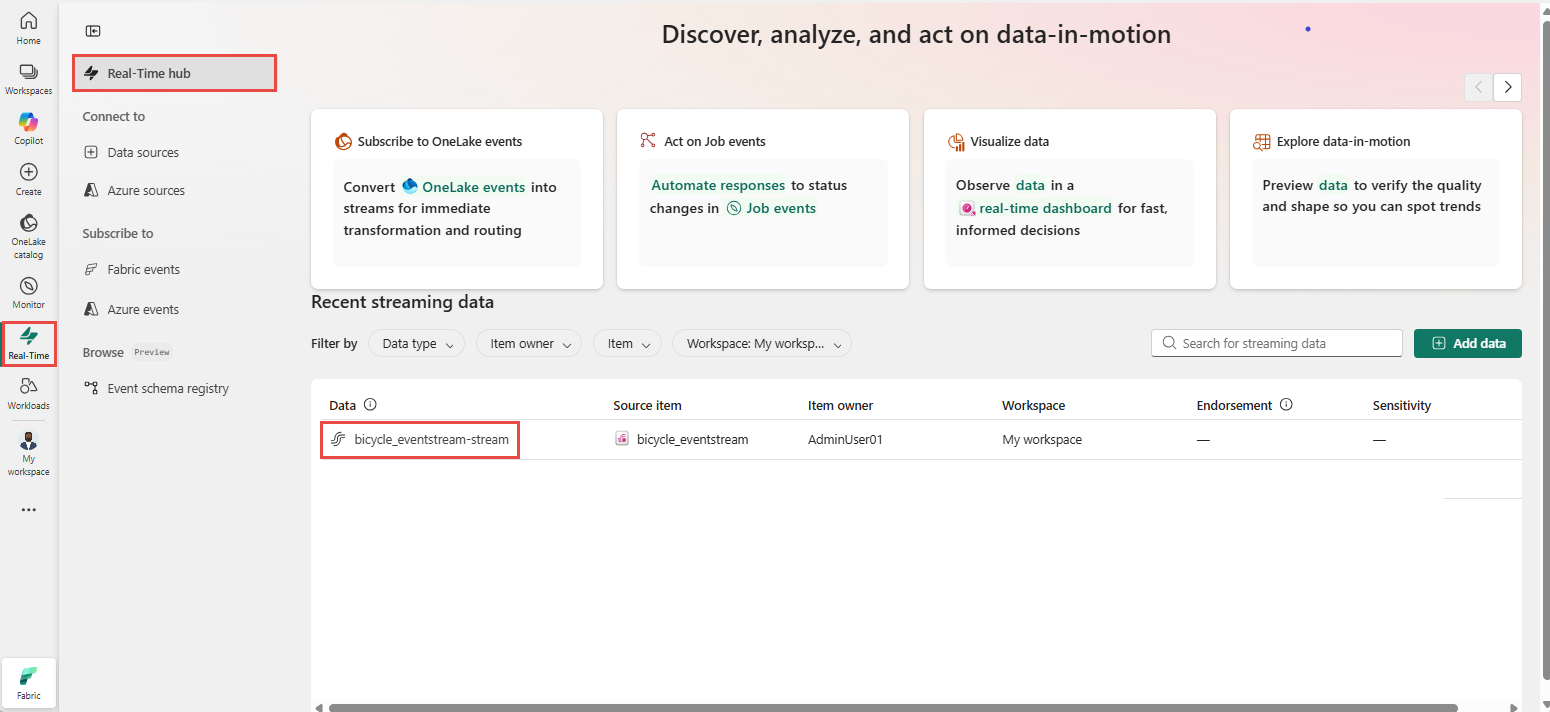 Home
Workspaces
Copilot
Create
OneLake
catalog
Monitor
Real-Time
Workloads
My
workspace
Fabric
Real-Time hub
Connect to
Data sources
Azure sources
Subscribe to
Fabric events
Azure events
Browse Preview
Event schema registry
Discover, analyze, and act on data-in-motion
Subscribe to OneLake events
Convert OneLake events into
streams for immediate
transformation and routing
Act on Job events
Automate responses to status
changes in Job events
Visualize data
Observe data in a
real-time dashboard for fast,
informed decisions
Explore data-in-motion
Preview data to verify the quality
and shape so you can spot trends
Recent streaming data
Filter by Data type Item owner Item Workspace: My worksp... Search for streaming data Add data
Data Source item Item owner Workspace Endorsement Sensitivity
bicycle_eventstream-stream bicycle_eventstream AdminUser01 My workspace — —